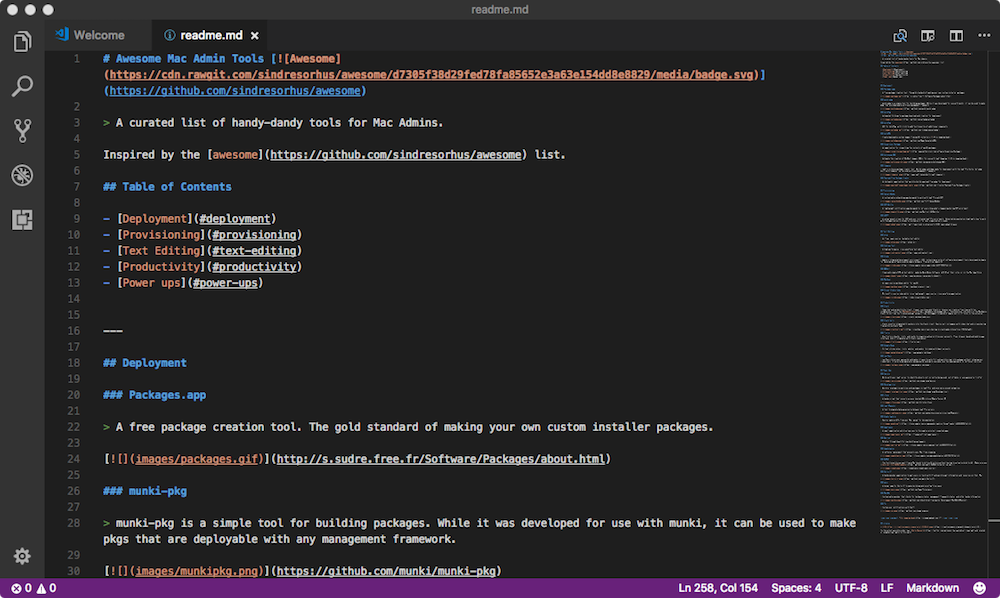 readme.md
Welcome
readme.md
1 # Awesome Mac Admin Tools [![Awesome]
(https://cdn.rawgit.com/sindresorhus/awesome/d7305f38d29fed78fa85652e3a63e154dd8e8829/media/badge.svg)]
(https://github.com/sindresorhus/awesome)
2
3 > A curated list of handy-dandy tools for Mac Admins.
4
5 Inspired by the [awesome](https://github.com/sindresorhus/awesome) list.
6
7 ## Table of Contents
8
9 - [Deployment](#deployment)
10 - [Provisioning](#provisioning)
11 - [Text Editing](#text-editing)
12 - [Productivity](#productivity)
13 - [Power ups](#power-ups)
14
15
16 ---
17
18 ## Deployment
19
20 ### Packages.app
21
22 > A free package creation tool. The gold standard of making your own custom installer packages.
23
24 [![](images/packages.gif)](http://s.sudre.free.fr/Software/Packages/about.html)
25
26 ### munki-pkg
27
28 > munki-pkg is a simple tool for building packages. While it was developed for use with munki, it can be used to make
pkgs that are deployable with any management framework.
29
30 [![](images/munkipkg.png)](https://github.com/munki/munki-pkg)
0 0 Ln 258, Col 154 Spaces: 4 UTF-8 LF Markdown